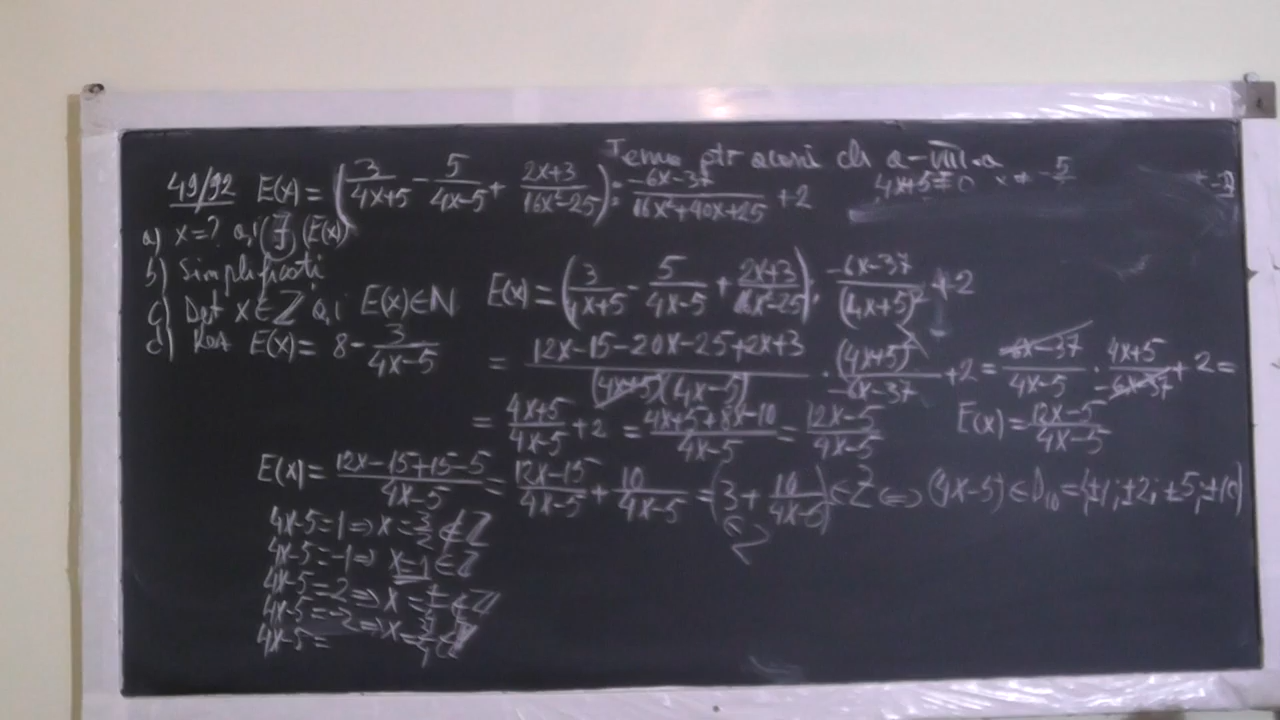 Tema ptr acasă cls a-VIII-a
49/92 E(x) = (3/(4x+5) - 5/(4x-5) + (2x+3)/(16x²-25)) : (-6x-37)/(16x²+40x+25) + 2
4x+5≠0 x≠ -5/
a) x=? a,î (∃) E(x)
b) Simplificați
c) Det x∈Z a,î E(x)∈N
d) Rez E(x) = 8 - 3/(4x-5)
E(x) = (3/(4x+5) - 5/(4x-5) + (2x+3)/(16x²-25)) : (-6x-37)/(4x+5)² + 2
= (12x-15-20x-25+2x+3)/((4x+5)(4x-5)) · (4x+5)²/(-6x-37) + 2 = (-6x-37)/(4x-5) · (4x+5)/(-6x-37) + 2 =
= (4x+5)/(4x-5) + 2 = (4x+5+8x-10)/(4x-5) = (12x-5)/(4x-5) E(x) = (12x-5)/(4x-5)
E(x) = (12x-15+15-5)/(4x-5) = (12x-15)/(4x-5) + 10/(4x-5) = (3 + 10/(4x-5)) ∈ Z ⇔ (4x-5) ∈ D₁₀ = {±1; ±2; ±5; ±10}
4x-5=1 ⇒ x = 3/2 ∉ Z
4x-5=-1 ⇒ x=1 ∈ Z
4x-5=2 ⇒ x = 7/4 ∉ Z
4x-5=-2 ⇒ x = 3/4 ∉ Z
4x-5=